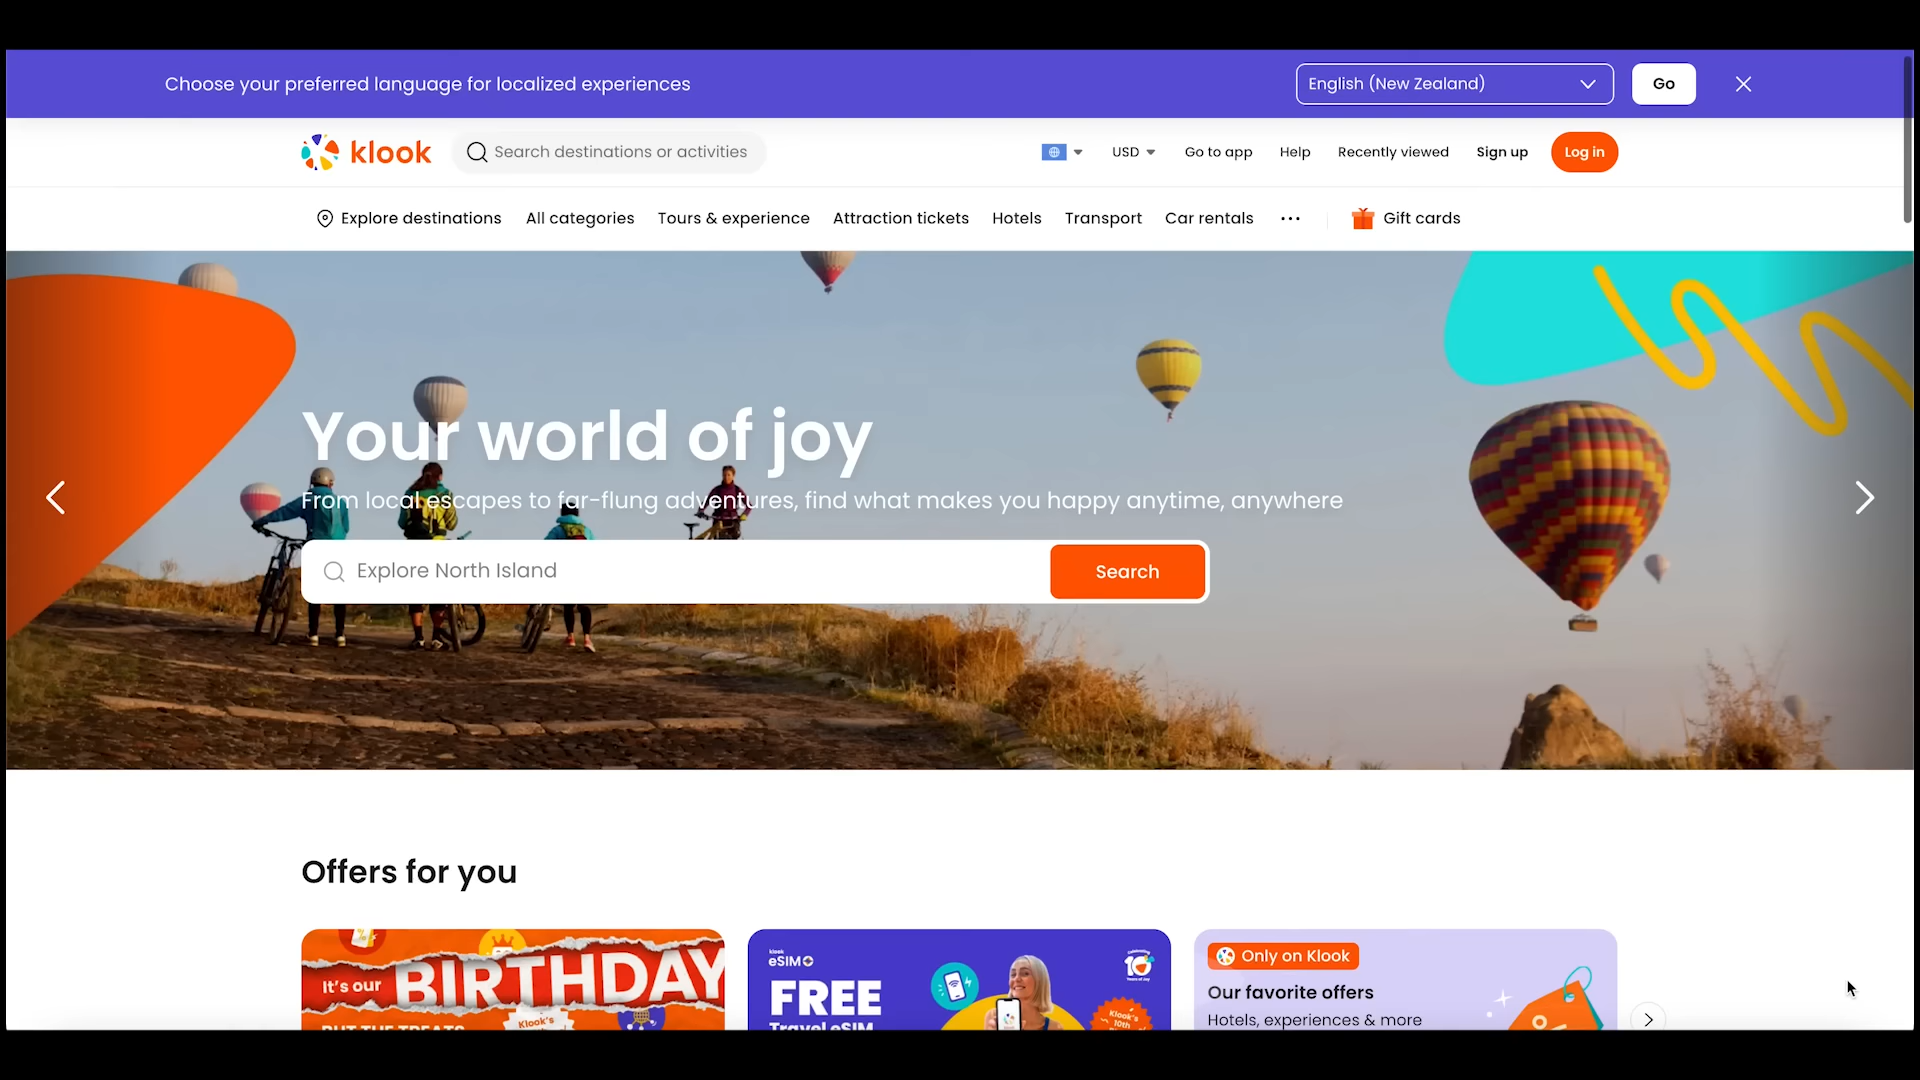 Choose your preferred language for localized experiences
English (New Zealand)
Go
klook
Search destinations or activities
USD
Go to app
Help
Recently viewed
Sign up
Log in
Explore destinations
All categories
Tours & experience
Attraction tickets
Hotels
Transport
Car rentals
Gift cards
Your world of joy
From local escapes to far-flung adventures, find what makes you happy anytime, anywhere
Explore North Island
Search
Offers for you
It's our
BIRTHDAY
Klook's
klook
eSIM
FREE
Travel eSIM
10
Klook's
10th
Only on Klook
Our favorite offers
Hotels, experiences & more